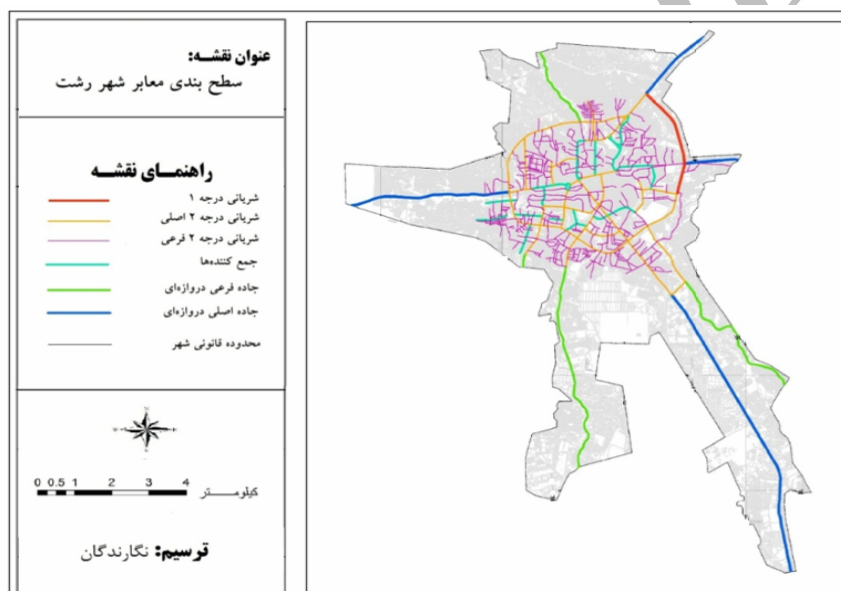 عنوان نقشه:
سطح بندی معابر شهر رشت
راهنمای نقشه
شریانی درجه ۱
شریانی درجه ۲ اصلی
شریانی درجه ۲ فرعی
جمع کننده‌ها
جاده فرعی دروازه‌ای
جاده اصلی دروازه‌ای
محدوده قانونی شهر
0 0.5 1 2 3 4 کیلومتر
ترسیم: نگارندگان